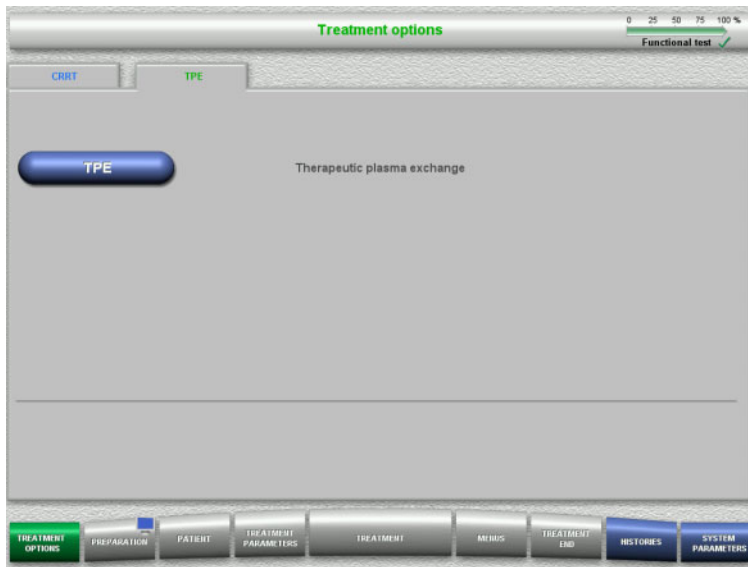 Treatment options
0 25 50 75 100 %
Functional test
CRRT TPE
TPE Therapeutic plasma exchange
TREATMENT OPTIONS
PREPARATION
PATIENT
TREATMENT PARAMETERS
TREATMENT
MENUS
TREATMENT END
HISTORIES
SYSTEM PARAMETERS